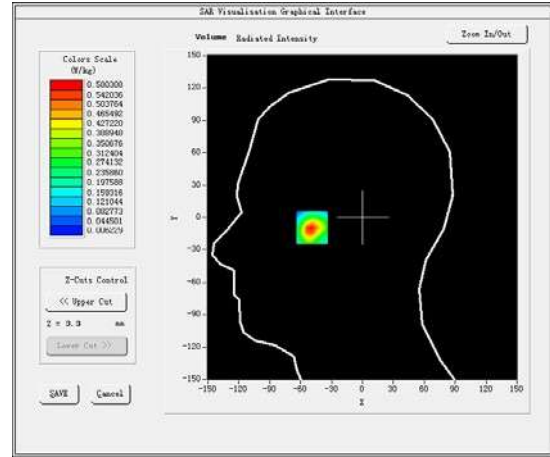 SAR Visualisation Graphical Interface
Volume Radiated Intensity
Zoom In/Out
Colors Scale
(W/kg)
0.580308
0.542036
0.503764
0.465492
0.427220
0.388948
0.350676
0.312404
0.274132
0.235860
0.197588
0.159316
0.121044
0.082773
0.044501
0.006229
150
120
90
60
30
0
-30
-60
-90
-120
-150
Y
-150 -120 -90 -60 -30 0 30 60 90 120 150
X
Z-Cuts Control
<< Upper Cut
Z = 3.3 mm
Lower Cut >>
SAVE Cancel